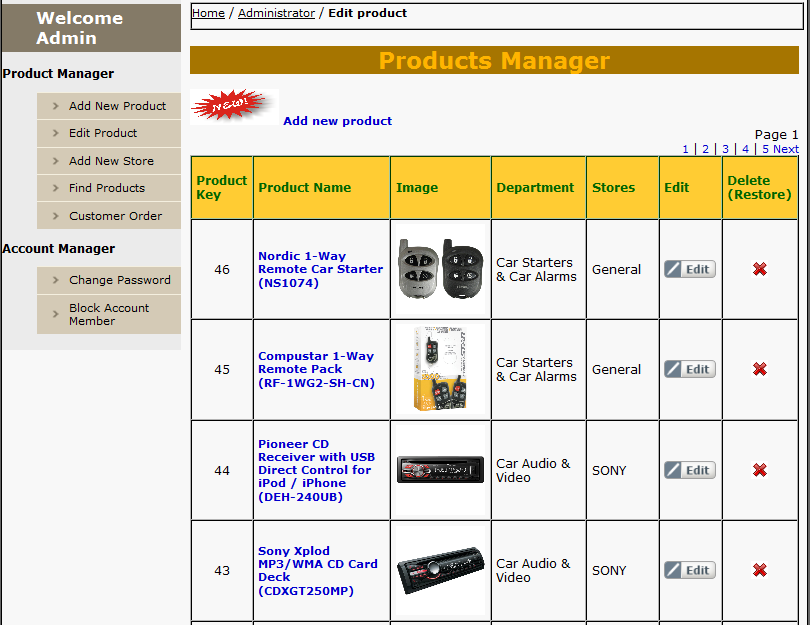 Welcome
Admin
Product Manager
Add New Product
Edit Product
Add New Store
Find Products
Customer Order
Account Manager
Change Password
Block Account
Member
Home / Administrator / Edit product
Products Manager
NEW!
Add new product
Page 1
1 | 2 | 3 | 4 | 5 Next
Product
Key
Product Name
Image
Department
Stores
Edit
Delete
(Restore)
46
Nordic 1-Way
Remote Car Starter
(NS1074)
Car Starters
& Car Alarms
General
Edit
45
Compustar 1-Way
Remote Pack
(RF-1WG2-SH-CN)
Car Starters
& Car Alarms
General
Edit
44
Pioneer CD
Receiver with USB
Direct Control for
iPod / iPhone
(DEH-240UB)
Car Audio &
Video
SONY
Edit
43
Sony Xplod
MP3/WMA CD Card
Deck
(CDXGT250MP)
Car Audio &
Video
SONY
Edit